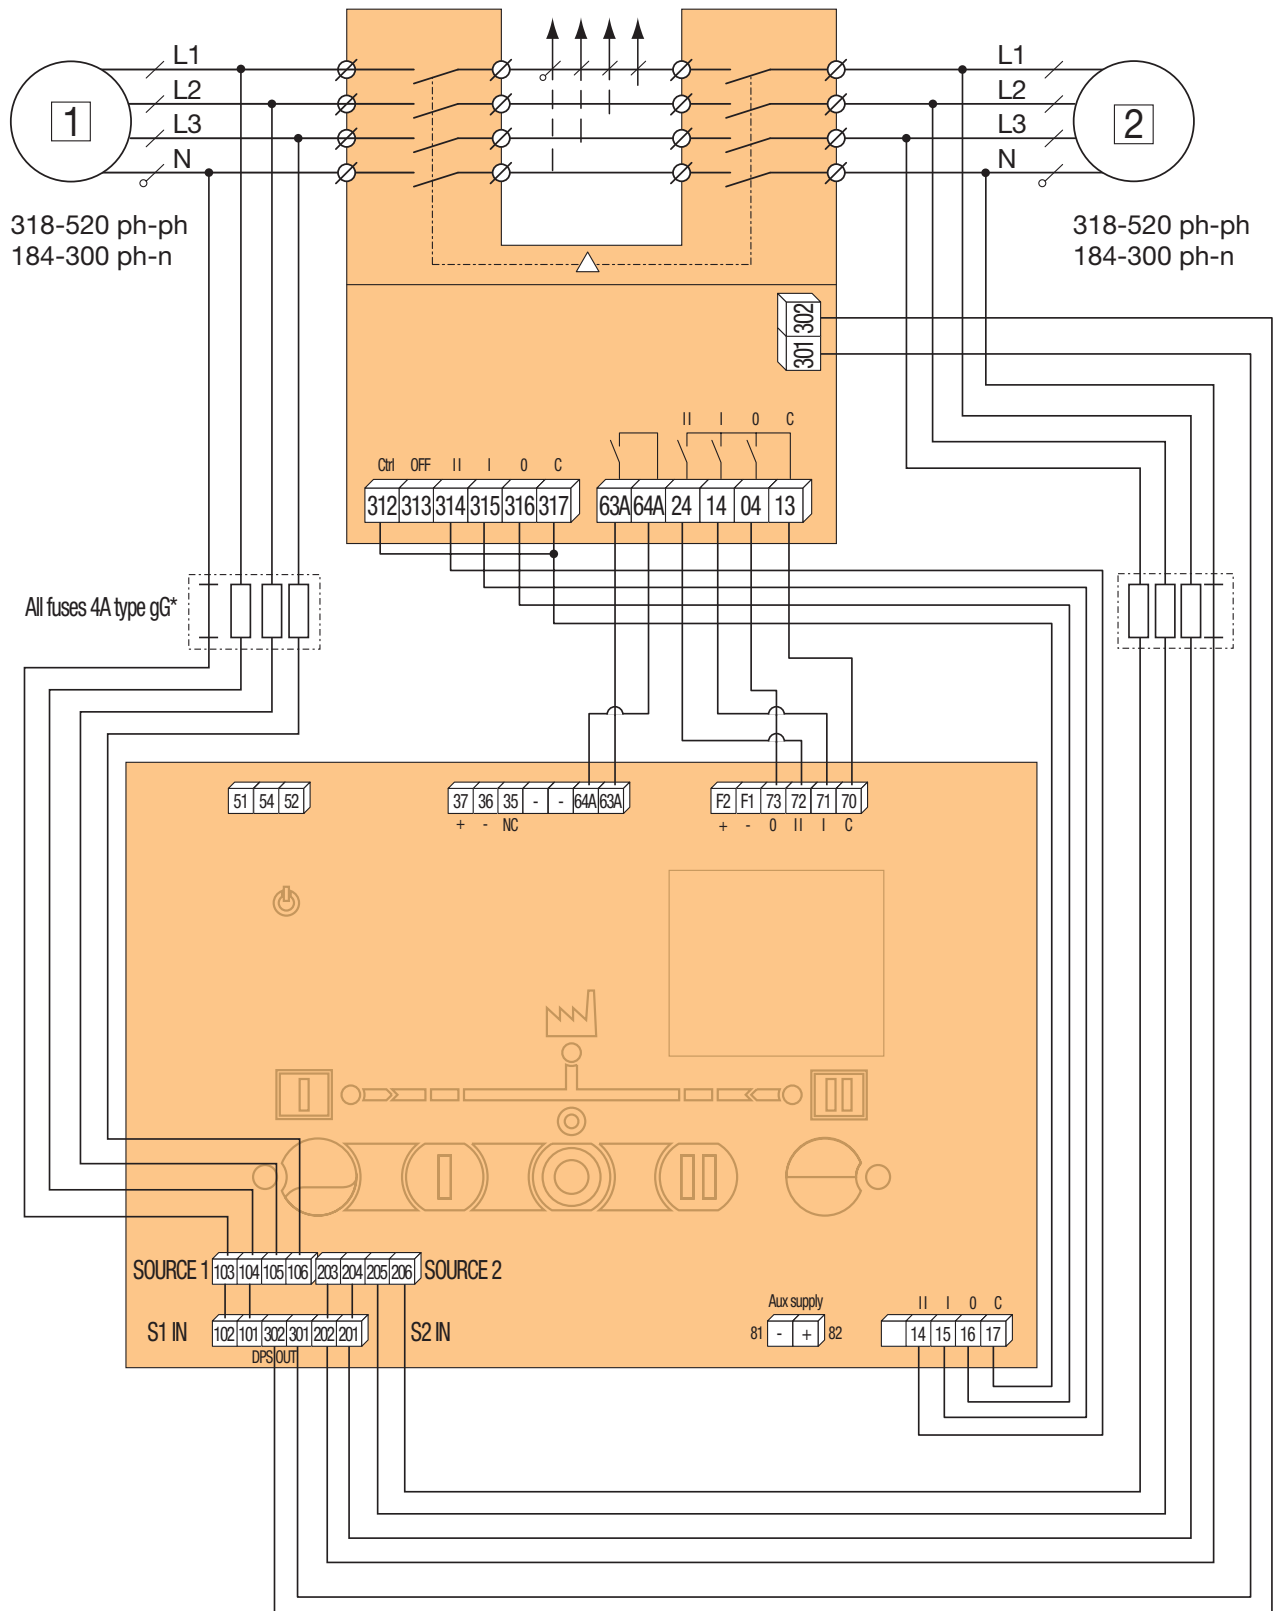 L1 L1
L2 L2
1 2
L3 L3
N N
318-520 ph-ph 318-520 ph-ph
184-300 ph-n 184-300 ph-n
302
301
II I 0 C
Ctrl OFF II I 0 C
312 313 314 315 316 317 63A 64A 24 14 04 13
All fuses 4A type gG*
51 54 52 37 36 35 - - 64A 63A F2 F1 73 72 71 70
+ - NC + - 0 II I C
SOURCE 1 103 104 105 106 203 204 205 206 SOURCE 2
Aux supply II I 0 C
S1 IN 102 101 302 301 202 201 S2 IN 81 - + 82 14 15 16 17
DPS OUT